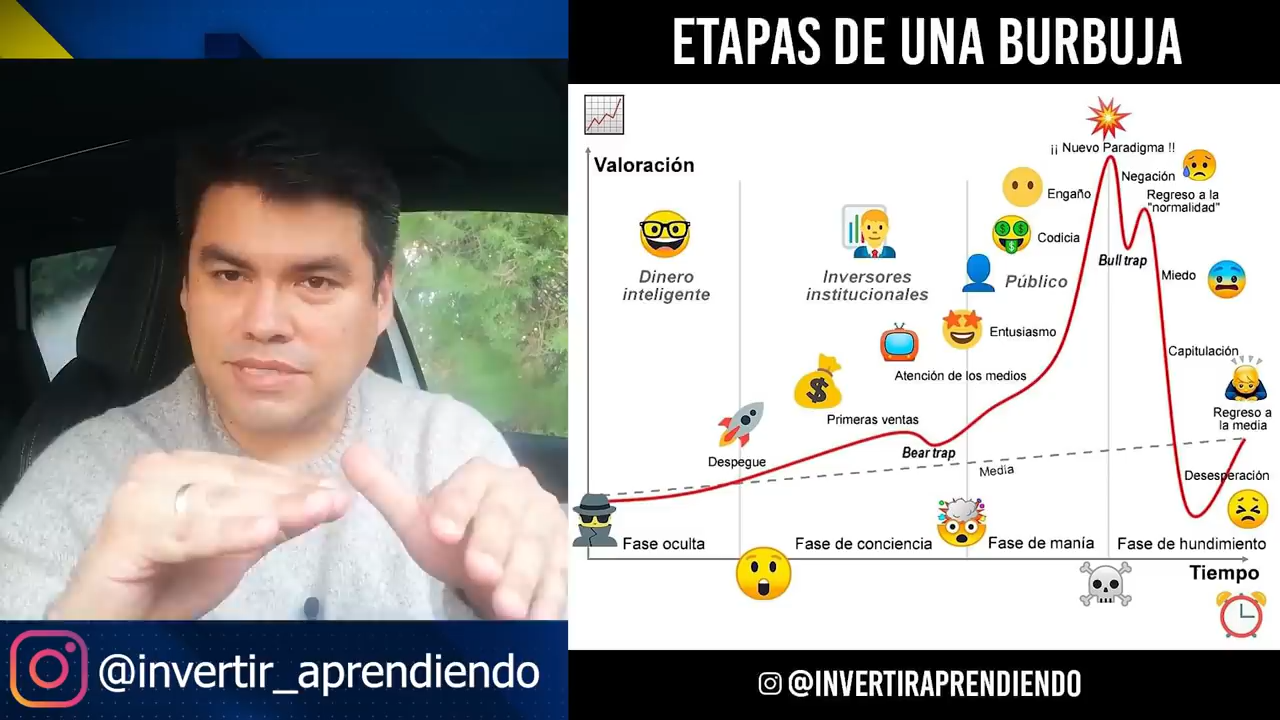 ETAPAS DE UNA BURBUJA
¡¡ Nuevo Paradigma !!
Valoración
Negación
Engaño
Regreso a la
"normalidad"
Codicia
Bull trap
Dinero
inteligente
Inversores
institucionales
Público
Miedo
Entusiasmo
Capitulación
Atención de los medios
Primeras ventas
Regreso a
la media
Bear trap
Despegue
Media
Desesperación
Fase oculta
Fase de conciencia
Fase de manía
Fase de hundimiento
Tiempo
@invertir_aprendiendo
@INVERTIRAPRENDIENDO